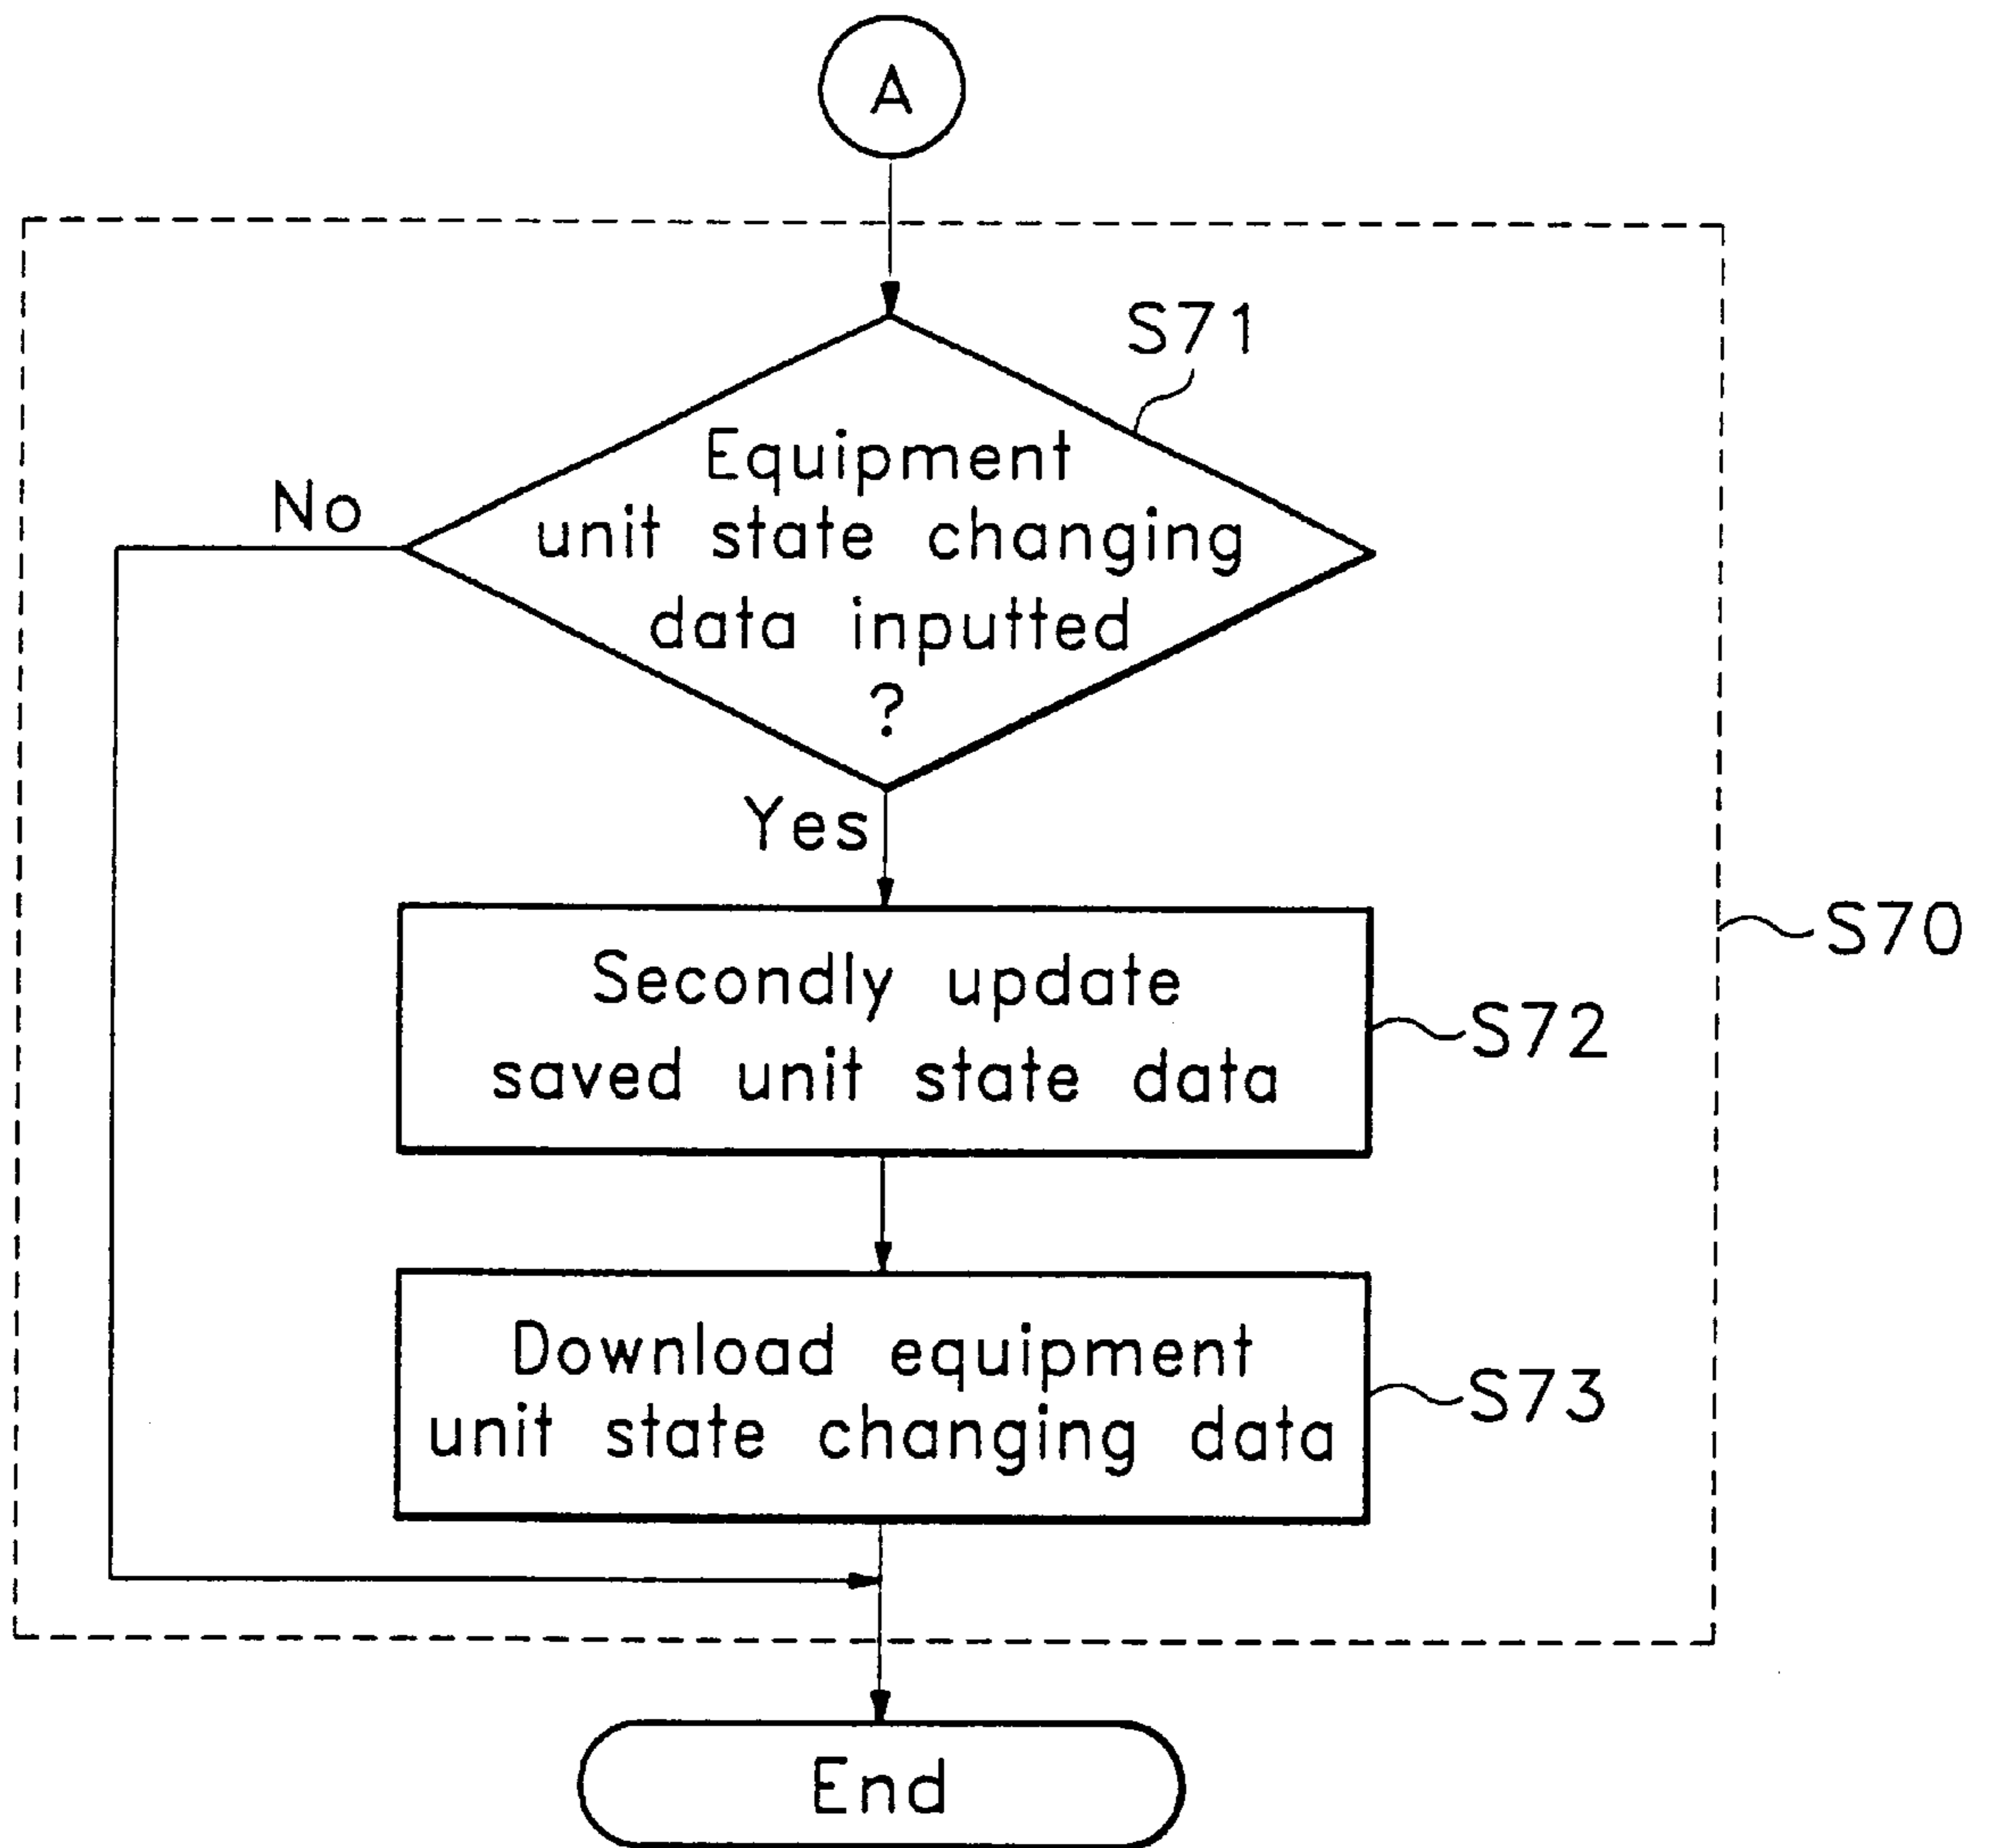 A
S71
Equipment
unit state changing
data inputted
?
No
Yes
S70
Secondly update
saved unit state data
S72
Download equipment
unit state changing data
S73
End